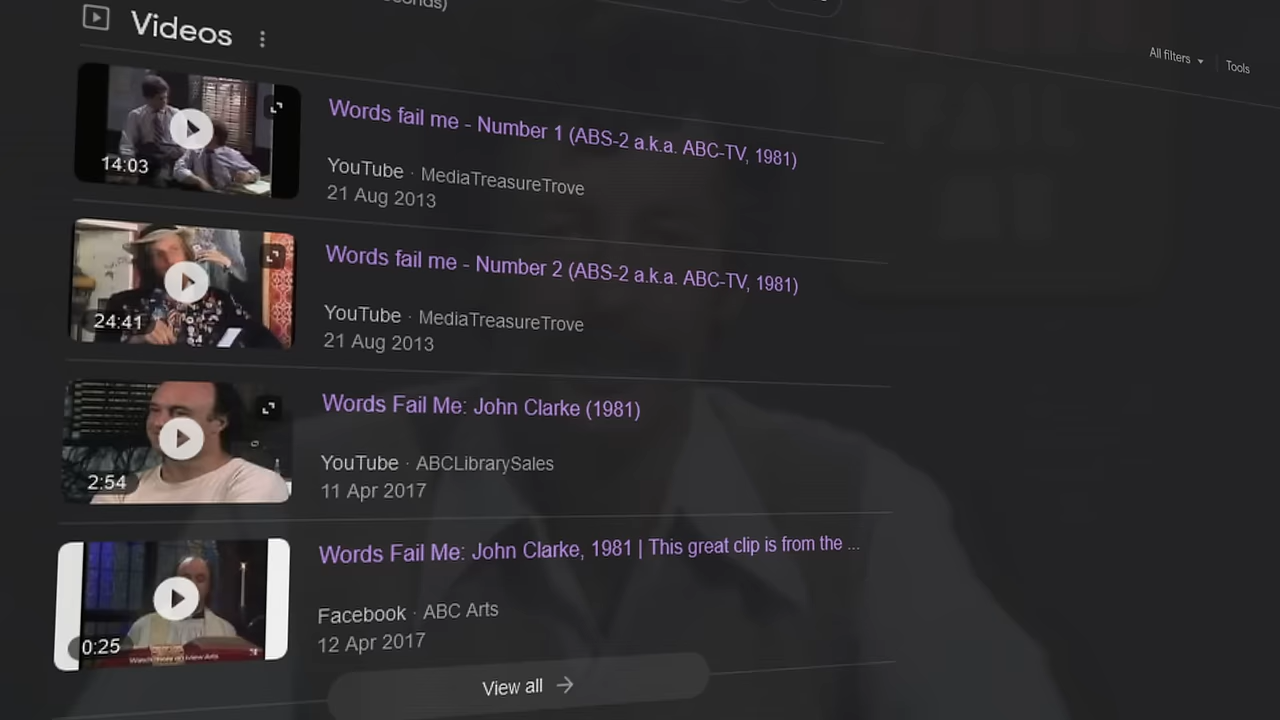 Videos
All filters
Tools
14:03
Words fail me - Number 1 (ABS-2 a.k.a. ABC-TV, 1981)
YouTube · MediaTreasureTrove
21 Aug 2013
24:41
Words fail me - Number 2 (ABS-2 a.k.a. ABC-TV, 1981)
YouTube · MediaTreasureTrove
21 Aug 2013
2:54
Words Fail Me: John Clarke (1981)
YouTube · ABCLibrarySales
11 Apr 2017
0:25
Words Fail Me: John Clarke, 1981 | This great clip is from the ...
Facebook · ABC Arts
12 Apr 2017
View all